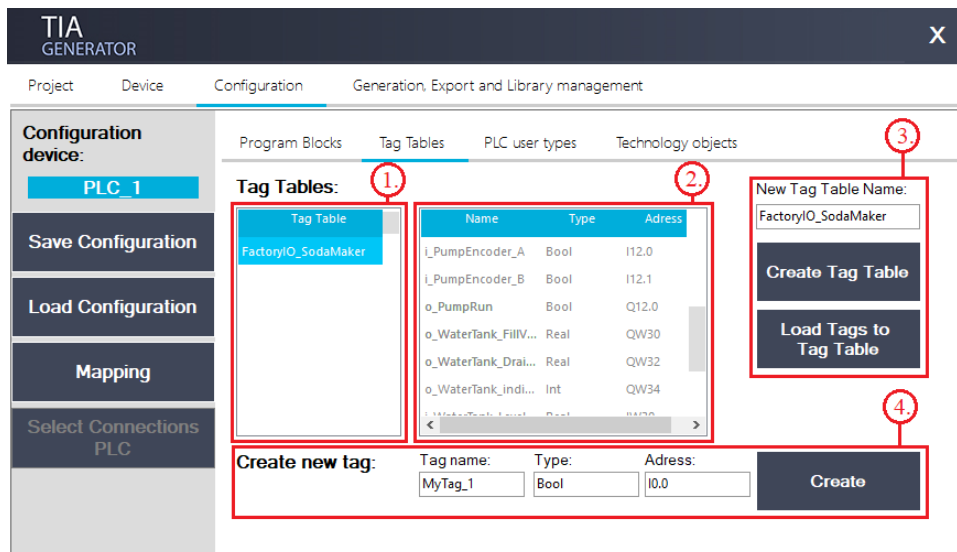 TIA
GENERATOR
X
Project Device Configuration Generation, Export and Library management
Configuration
device:
PLC_1
Save Configuration
Load Configuration
Mapping
Select Connections
PLC
Program Blocks Tag Tables PLC user types Technology objects
Tag Tables:
1.
2.
3.
4.
Tag Table
FactoryIO_SodaMaker
Name Type Adress
i_PumpEncoder_A Bool I12.0
i_PumpEncoder_B Bool I12.1
o_PumpRun Bool Q12.0
o_WaterTank_FillV... Real QW30
o_WaterTank_Drai... Real QW32
o_WaterTank_indi... Int QW34
New Tag Table Name:
FactoryIO_SodaMaker
Create Tag Table
Load Tags to
Tag Table
Create new tag:
Tag name: Type: Adress:
MyTag_1 Bool I0.0
Create